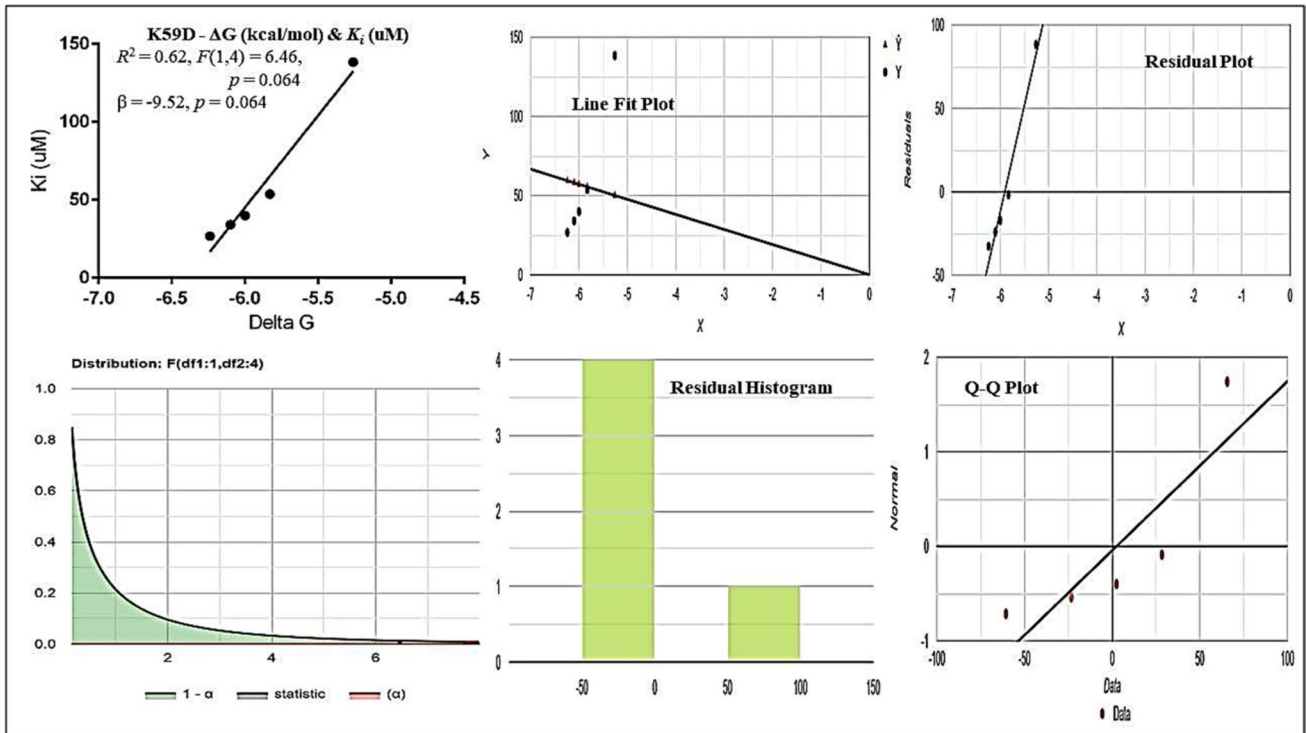 K59D - ΔG (kcal/mol) & Ki (uM)
R² = 0.62, F(1,4) = 6.46,
p = 0.064
β = -9.52, p = 0.064
150
100
50
0
Ki (uM)
-7.0 -6.5 -6.0 -5.5 -5.0 -4.5
Delta G
Line Fit Plot
150
100
50
0
Y
-7 -6 -5 -4 -3 -2 -1 0
X
Ŷ
Y
Residual Plot
100
50
0
-50
Residuals
-7 -6 -5 -4 -3 -2 -1 0
X
Distribution: F(df1:1,df2:4)
1.0
0.8
0.6
0.4
0.2
0.0
2 4 6
1 - α statistic (α)
Residual Histogram
4
3
2
1
0
-50 0 50 100 150
Q-Q Plot
2
1
0
-1
Normal
-100 -50 0 50 100
Data
Data